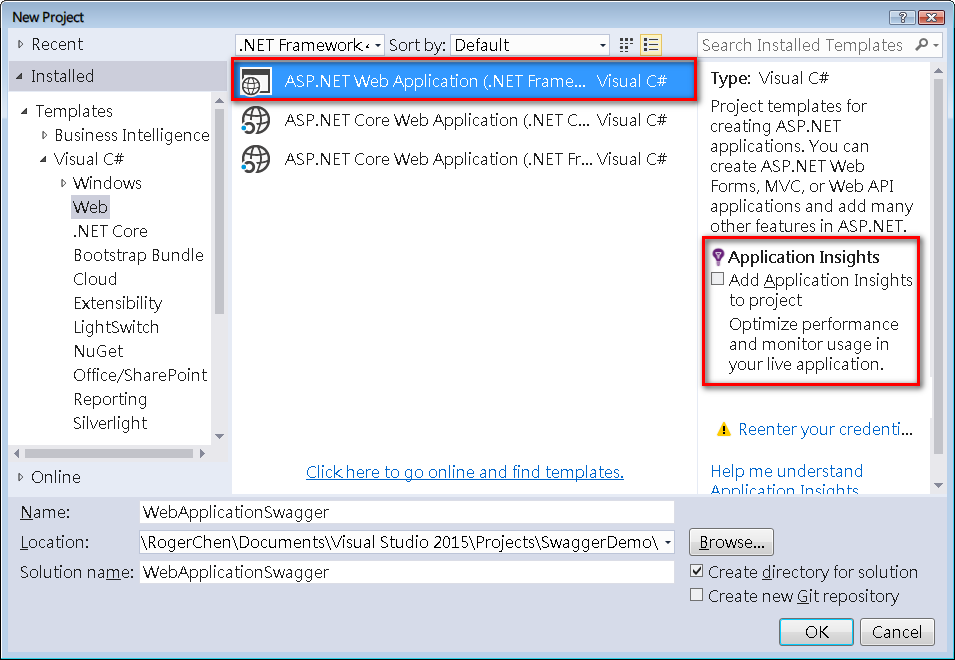 New Project
Recent
Installed
Templates
Business Intelligence
Visual C#
Windows
Web
.NET Core
Bootstrap Bundle
Cloud
Extensibility
LightSwitch
NuGet
Office/SharePoint
Reporting
Silverlight
Online
.NET Framework 4 Sort by: Default
ASP.NET Web Application (.NET Frame... Visual C#
ASP.NET Core Web Application (.NET C... Visual C#
ASP.NET Core Web Application (.NET Fr... Visual C#
Click here to go online and find templates.
Search Installed Templates
Type: Visual C#
Project templates for
creating ASP.NET
applications. You can
create ASP.NET Web
Forms, MVC, or Web API
applications and add many
other features in ASP.NET.
Application Insights
Add Application Insights
to project
Optimize performance
and monitor usage in
your live application.
Reenter your credenti...
Help me understand
Application Insights
Name: WebApplicationSwagger
Location: \RogerChen\Documents\Visual Studio 2015\Projects\SwaggerDemo\
Browse...
Solution name: WebApplicationSwagger
Create directory for solution
Create new Git repository
OK Cancel